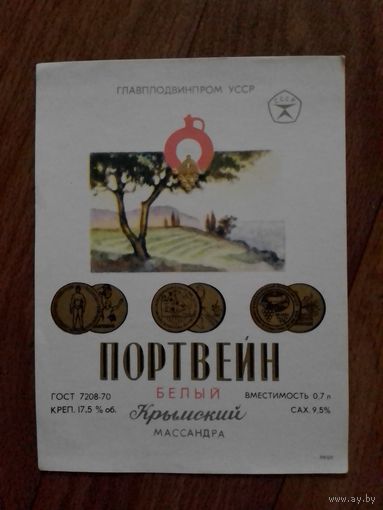 ГЛАВПЛОДВИНПРОМ УССР
СССР
ПОРТВЕЙН
БЕЛЫЙ
ГОСТ 7208-70
ВМЕСТИМОСТЬ 0,7 л
КРЕП. 17,5 % об.
Крымский
САХ. 9,5%
МАССАНДРА
www.ay.by